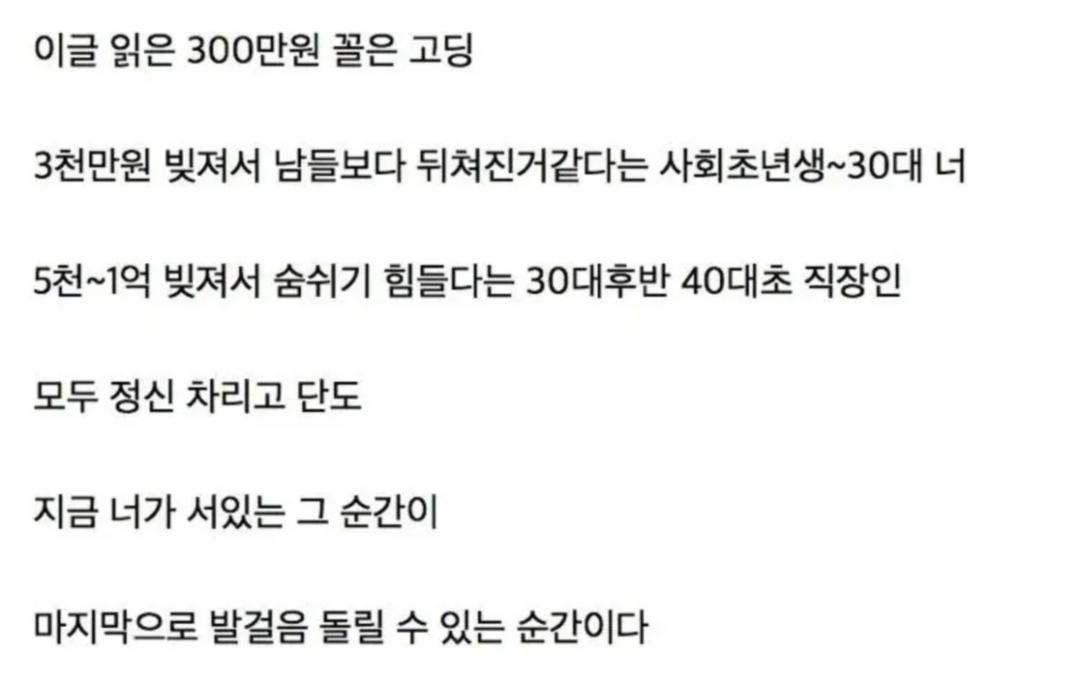 이글 읽은 300만원 꼴은 고딩
3천만원 빚져서 남들보다 뒤쳐진거같다는 사회초년생~30대 너
5천~1억 빚져서 숨쉬기 힘들다는 30대후반 40대초 직장인
모두 정신 차리고 단도
지금 너가 서있는 그 순간이
마지막으로 발걸음 돌릴 수 있는 순간이다